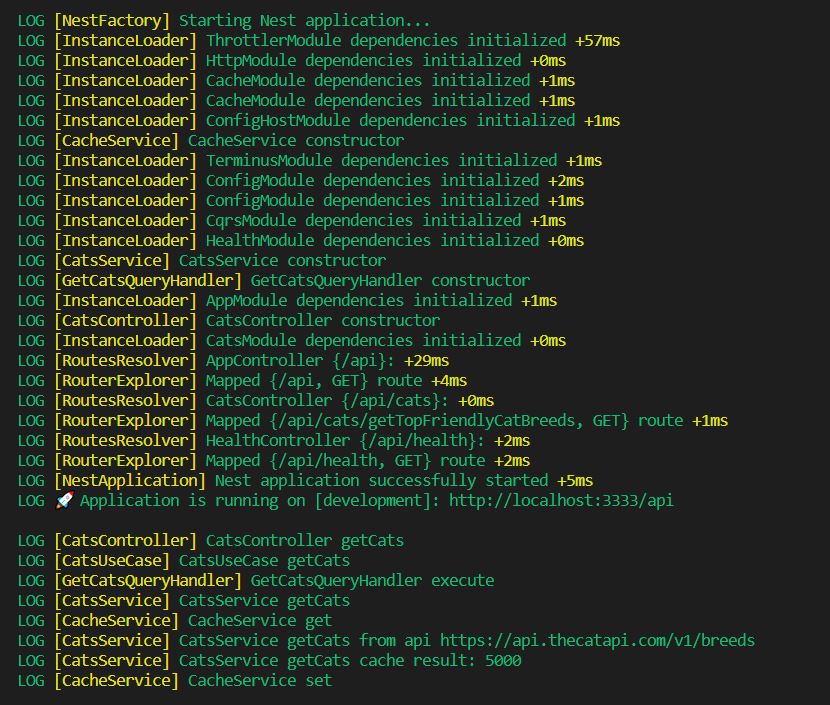 LOG [NestFactory] Starting Nest application...
LOG [InstanceLoader] ThrottlerModule dependencies initialized +57ms
LOG [InstanceLoader] HttpModule dependencies initialized +0ms
LOG [InstanceLoader] CacheModule dependencies initialized +1ms
LOG [InstanceLoader] CacheModule dependencies initialized +1ms
LOG [InstanceLoader] ConfigHostModule dependencies initialized +1ms
LOG [CacheService] CacheService constructor
LOG [InstanceLoader] TerminusModule dependencies initialized +1ms
LOG [InstanceLoader] ConfigModule dependencies initialized +2ms
LOG [InstanceLoader] ConfigModule dependencies initialized +1ms
LOG [InstanceLoader] CqrsModule dependencies initialized +1ms
LOG [InstanceLoader] HealthModule dependencies initialized +0ms
LOG [CatsService] CatsService constructor
LOG [GetCatsQueryHandler] GetCatsQueryHandler constructor
LOG [InstanceLoader] AppModule dependencies initialized +1ms
LOG [CatsController] CatsController constructor
LOG [InstanceLoader] CatsModule dependencies initialized +0ms
LOG [RoutesResolver] AppController {/api}: +29ms
LOG [RouterExplorer] Mapped {/api, GET} route +4ms
LOG [RoutesResolver] CatsController {/api/cats}: +0ms
LOG [RouterExplorer] Mapped {/api/cats/getTopFriendlyCatBreeds, GET} route +1ms
LOG [RoutesResolver] HealthController {/api/health}: +2ms
LOG [RouterExplorer] Mapped {/api/health, GET} route +2ms
LOG [NestApplication] Nest application successfully started +5ms
LOG 🚀 Application is running on [development]: http://localhost:3333/api
LOG [CatsController] CatsController getCats
LOG [CatsUseCase] CatsUseCase getCats
LOG [GetCatsQueryHandler] GetCatsQueryHandler execute
LOG [CatsService] CatsService getCats
LOG [CacheService] CacheService get
LOG [CatsService] CatsService getCats from api https://api.thecatapi.com/v1/breeds
LOG [CatsService] CatsService getCats cache result: 5000
LOG [CacheService] CacheService set